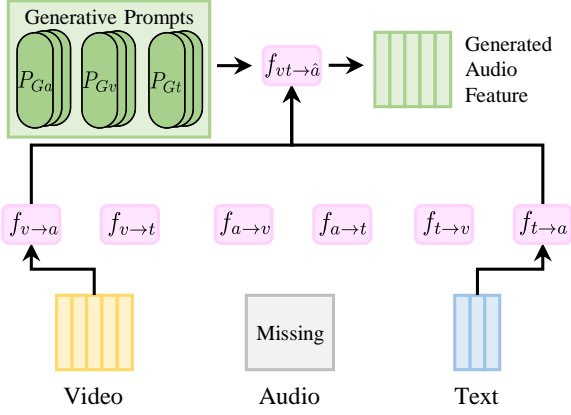 Generative Prompts
P_{Ga} P_{Gv} P_{Gt}
f_{vt→â}
Generated
Audio
Feature
f_{v→a} f_{v→t} f_{a→v} f_{a→t} f_{t→v} f_{t→a}
Missing
Video Audio Text